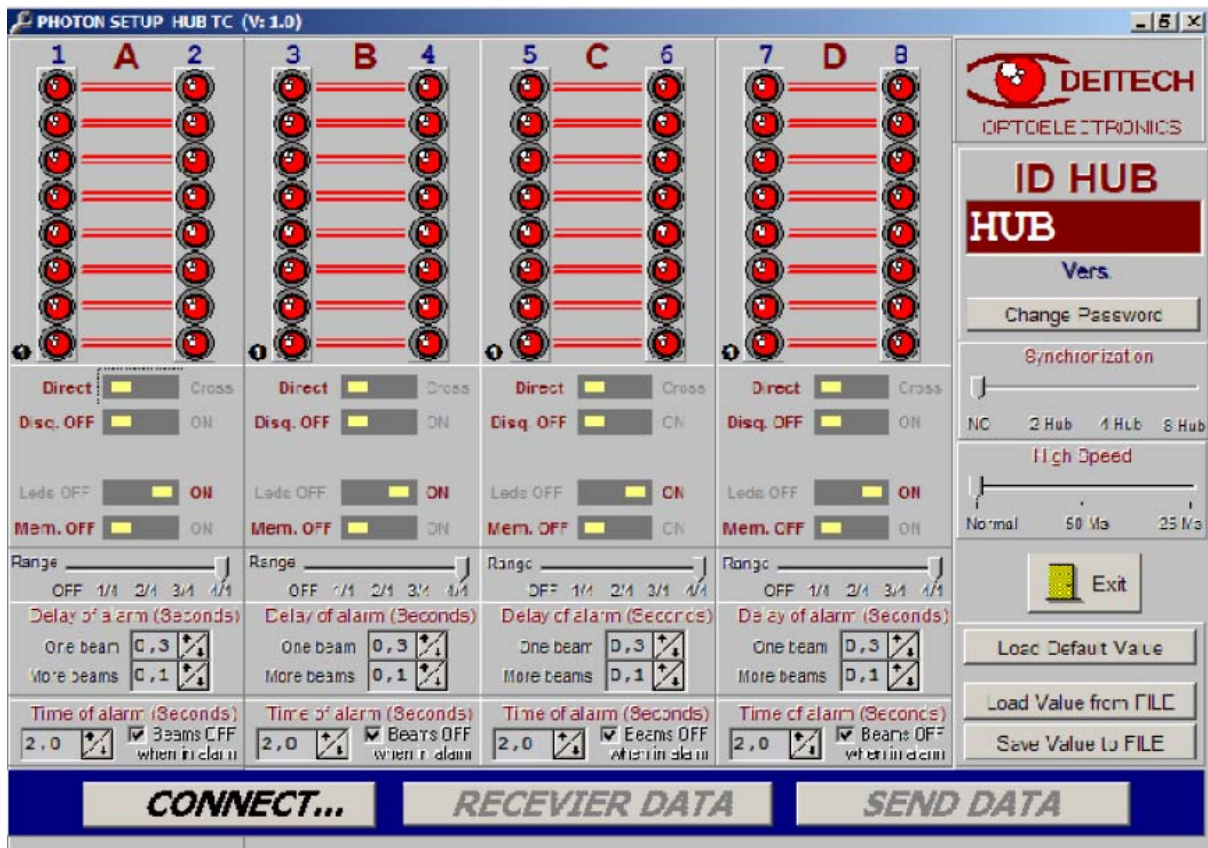 PHOTON SETUP HUB TC (V: 1.0)
1 A 2
3 B 4
5 C 6
7 D 8
DEITECH
OPTOELECTRONICS
ID HUB
HUB
Vers.
Change Password
Synchronization
NO 2 Hub 4 Hub 8 Hub
High Speed
Normal 50 Ms 25 Ms
Exit
Load Default Value
Load Value from FILE
Save Value to FILE
1 1 1 1
Direct Cross Direct Cross Direct Cross Direct Cross
Disq. OFF ON Disq. OFF ON Disq. OFF ON Disq. OFF ON
Leds OFF ON Leds OFF ON Leds OFF ON Leds OFF ON
Mem. OFF ON Mem. OFF ON Mem. OFF ON Mem. OFF ON
Range Range Range Range
OFF 1/4 2/4 3/4 4/4 OFF 1/4 2/4 3/4 4/4 OFF 1/4 2/4 3/4 4/4 OFF 1/4 2/4 3/4 4/4
Delay of alarm (Seconds) Delay of alarm (Seconds) Delay of alarm (Seconds) Delay of alarm (Seconds)
One beam 0,3 One beam 0,3 One beam 0,3 One beam 0,3
More beams 0,1 More beams 0,1 More beams 0,1 More beams 0,1
Time of alarm (Seconds) Time of alarm (Seconds) Time of alarm (Seconds) Time of alarm (Seconds)
2,0 Beams OFF 2,0 Beams OFF 2,0 Beams OFF 2,0 Beams OFF
when in alarm when in alarm when in alarm when in alarm
CONNECT... RECEVIER DATA SEND DATA